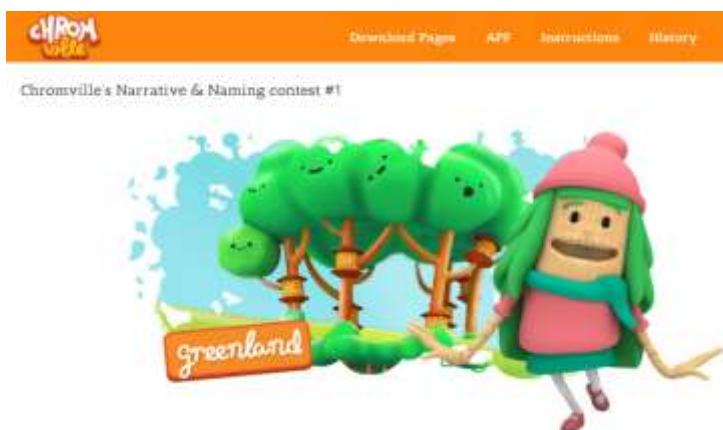 CHROM
ville
Download Pages APP Instructions History
Chromville's Narrative & Naming contest #1
greenland